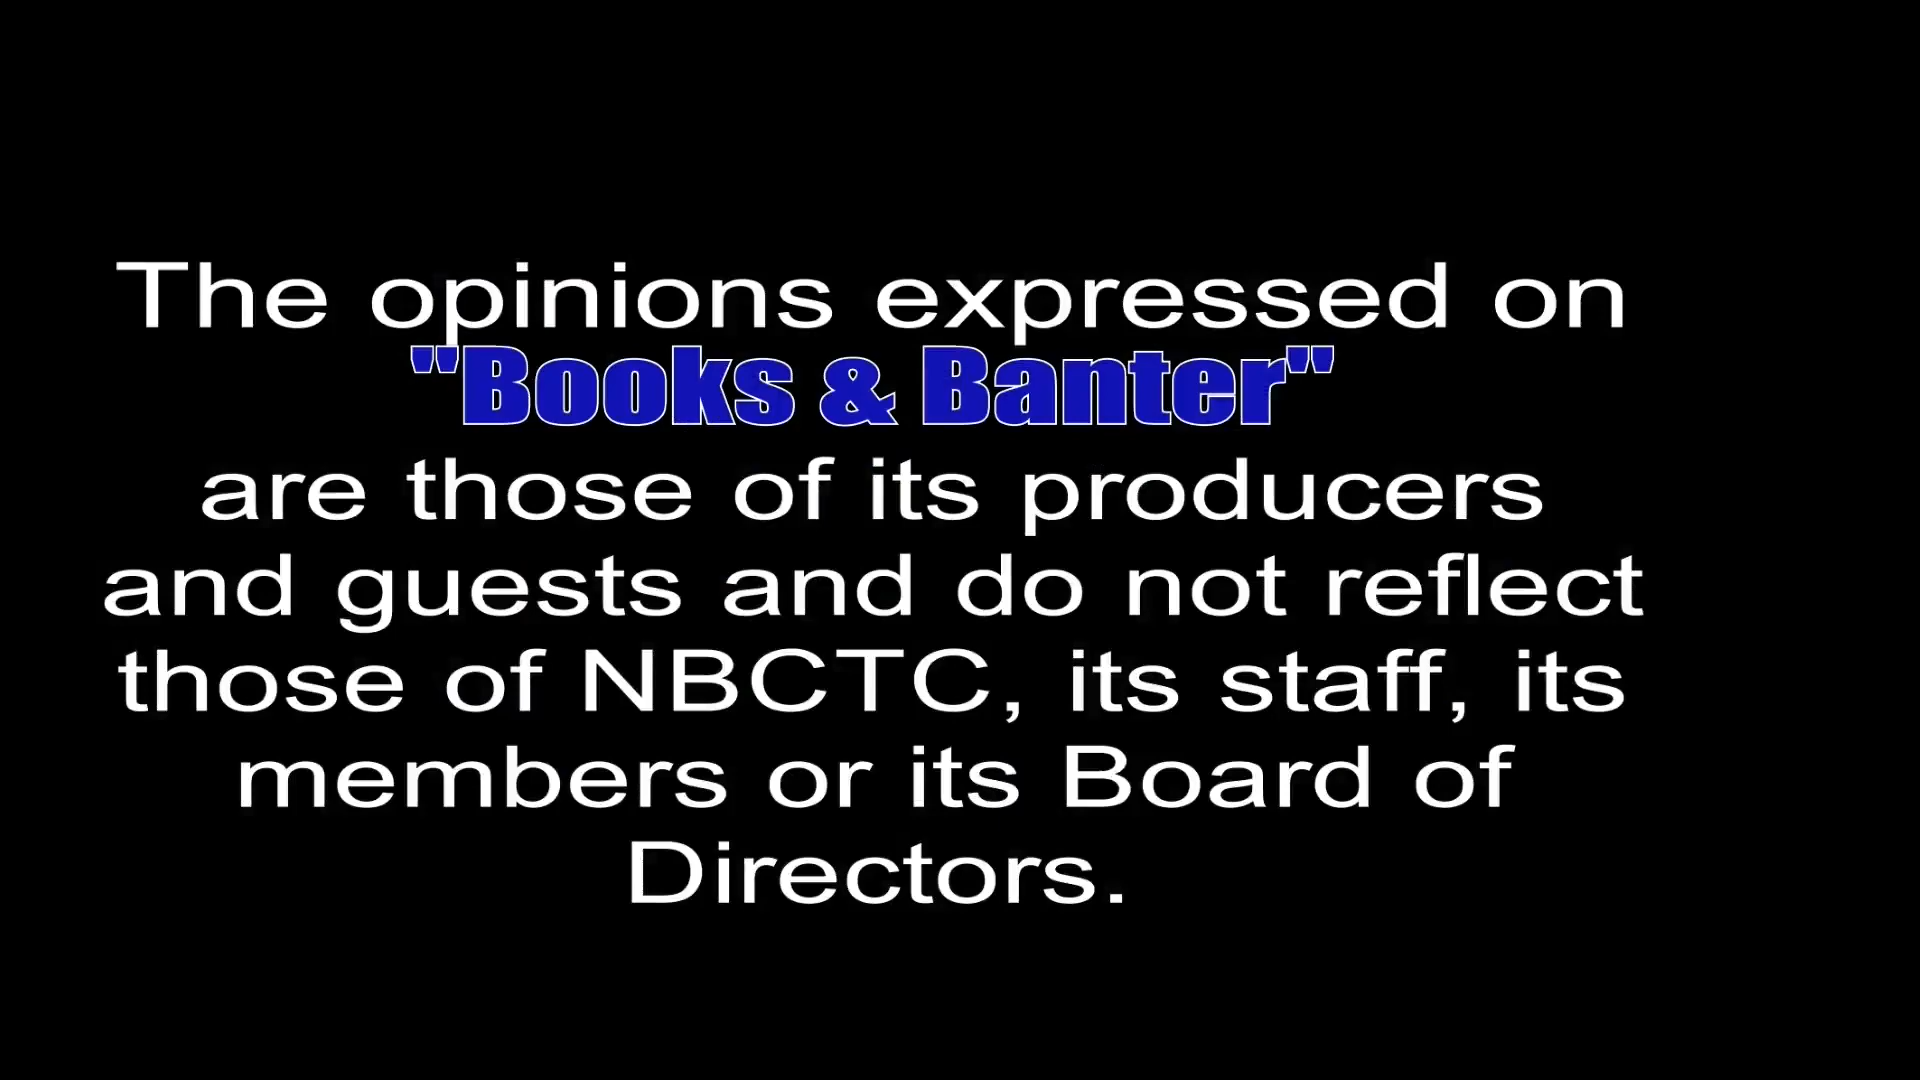 The opinions expressed on
"Books & Banter"
are those of its producers
and guests and do not reflect
those of NBCTC, its staff, its
members or its Board of
Directors.